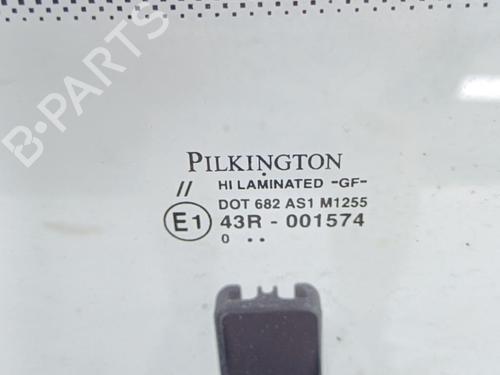 B-PARTS
PILKINGTON
// HI LAMINATED -GF-
DOT 682 AS1 M1255
E1 43R - 001574
0 ..